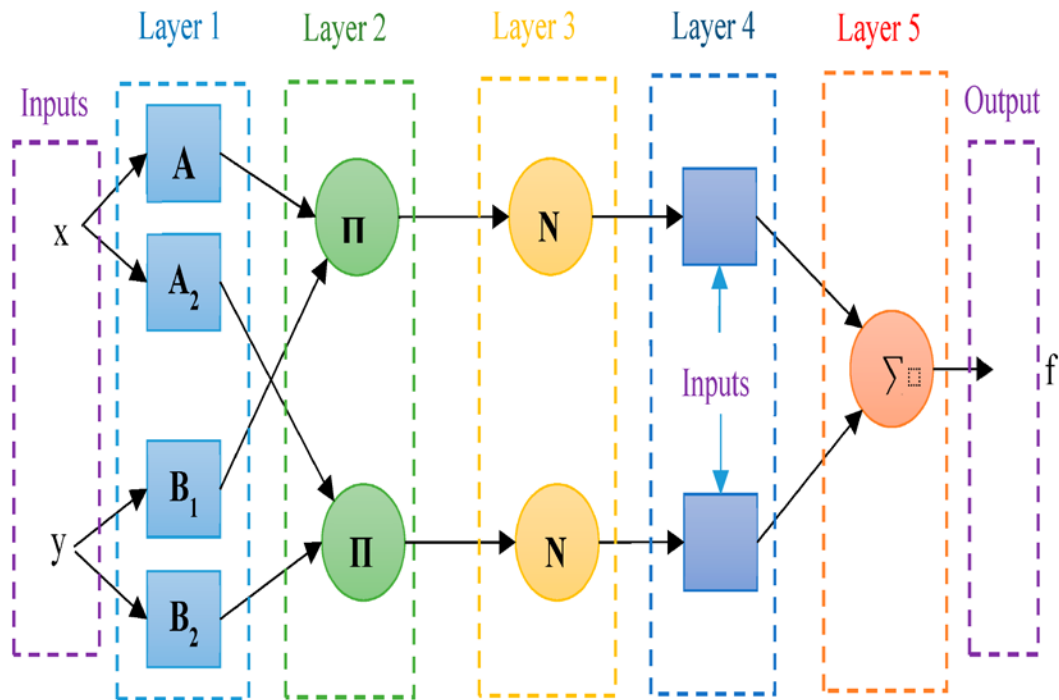 Layer 1
Layer 2
Layer 3
Layer 4
Layer 5
Inputs
Output
A
A₂
B₁
B₂
x
y
Π
Π
N
N
Inputs
∑
f